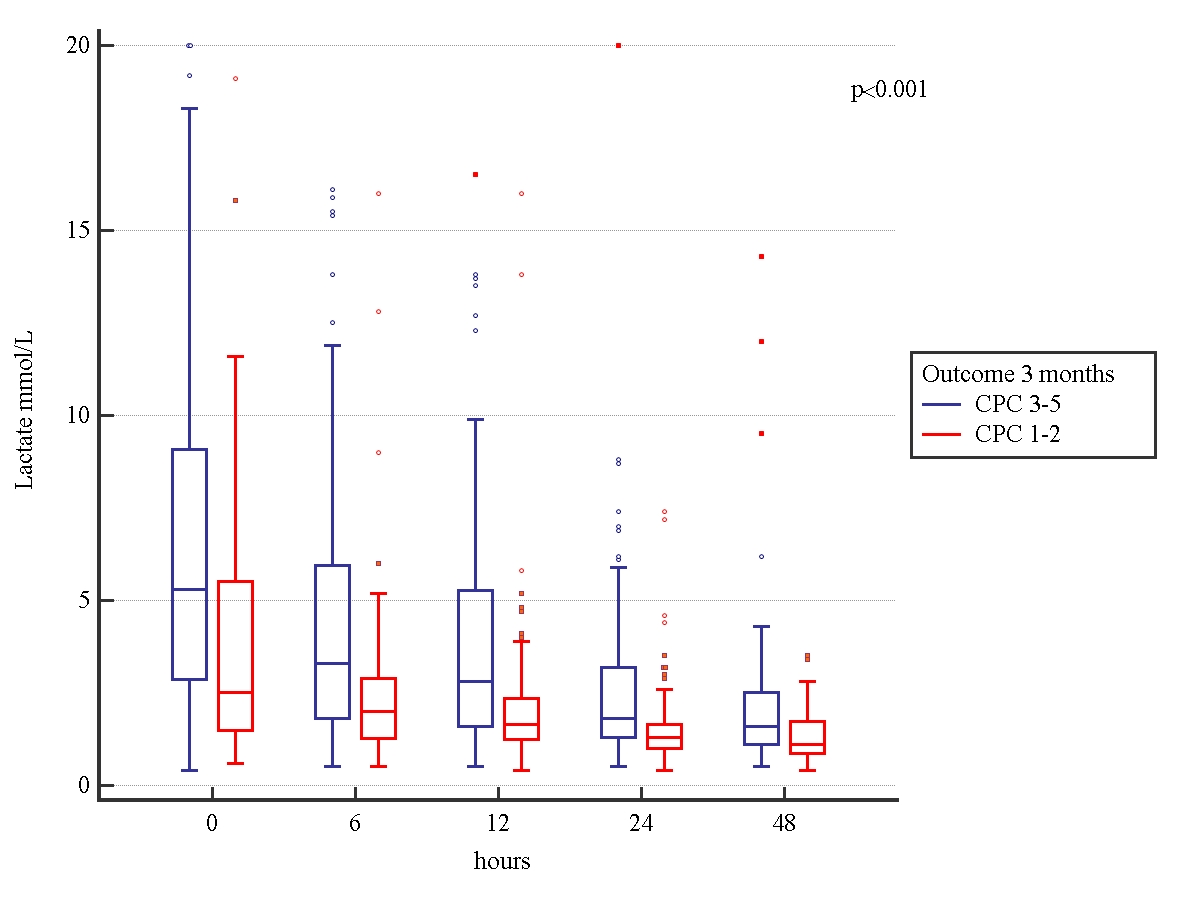 20
p<0.001
15
Lactate mmol/L
Outcome 3 months
CPC 3-5
CPC 1-2
10
5
0
0 6 12 24 48
hours